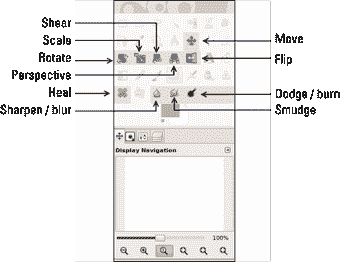 Shear
Scale
Move
Rotate
Flip
Perspective
Heal
Dodge / burn
Sharpen / blur
Smudge
Display Navigation
100%